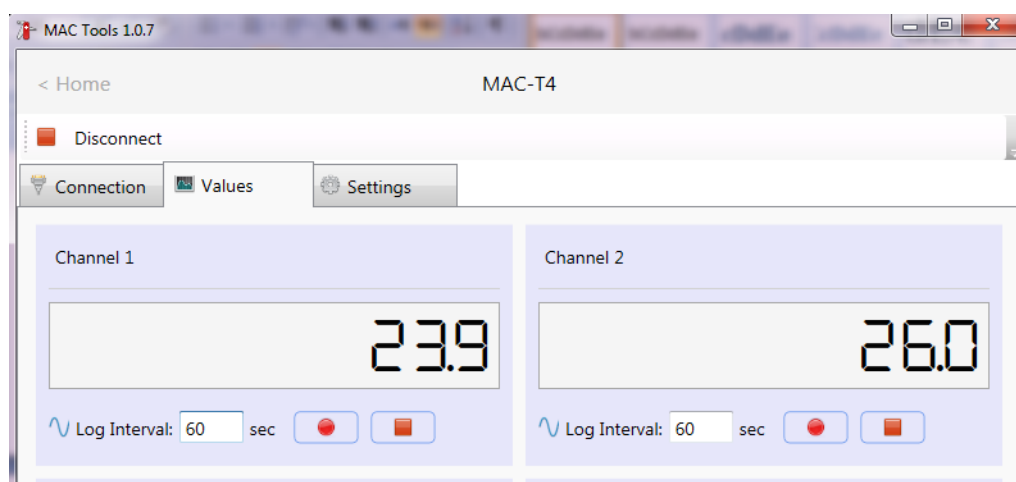 MAC Tools 1.0.7
< Home
MAC-T4
Disconnect
Connection
Values
Settings
Channel 1
23.9
Log Interval: 60 sec
Channel 2
26.0
Log Interval: 60 sec